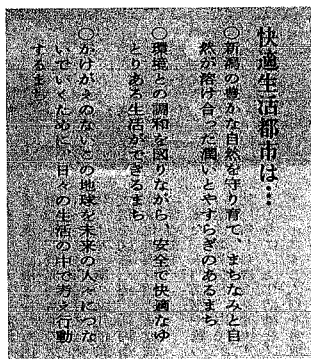 快適生活都市は…
○新潟の豊かな自然を守り育て、まちなみと自
然が溶け合った潤いとやすらぎのあるまち
○環境との調和を図りながら、安全で快適なゆ
とりある生活ができるまち
○かけがえのないこの地球を未来の人々につな
いでいくために、日々の生活の中で考え行動
するまち